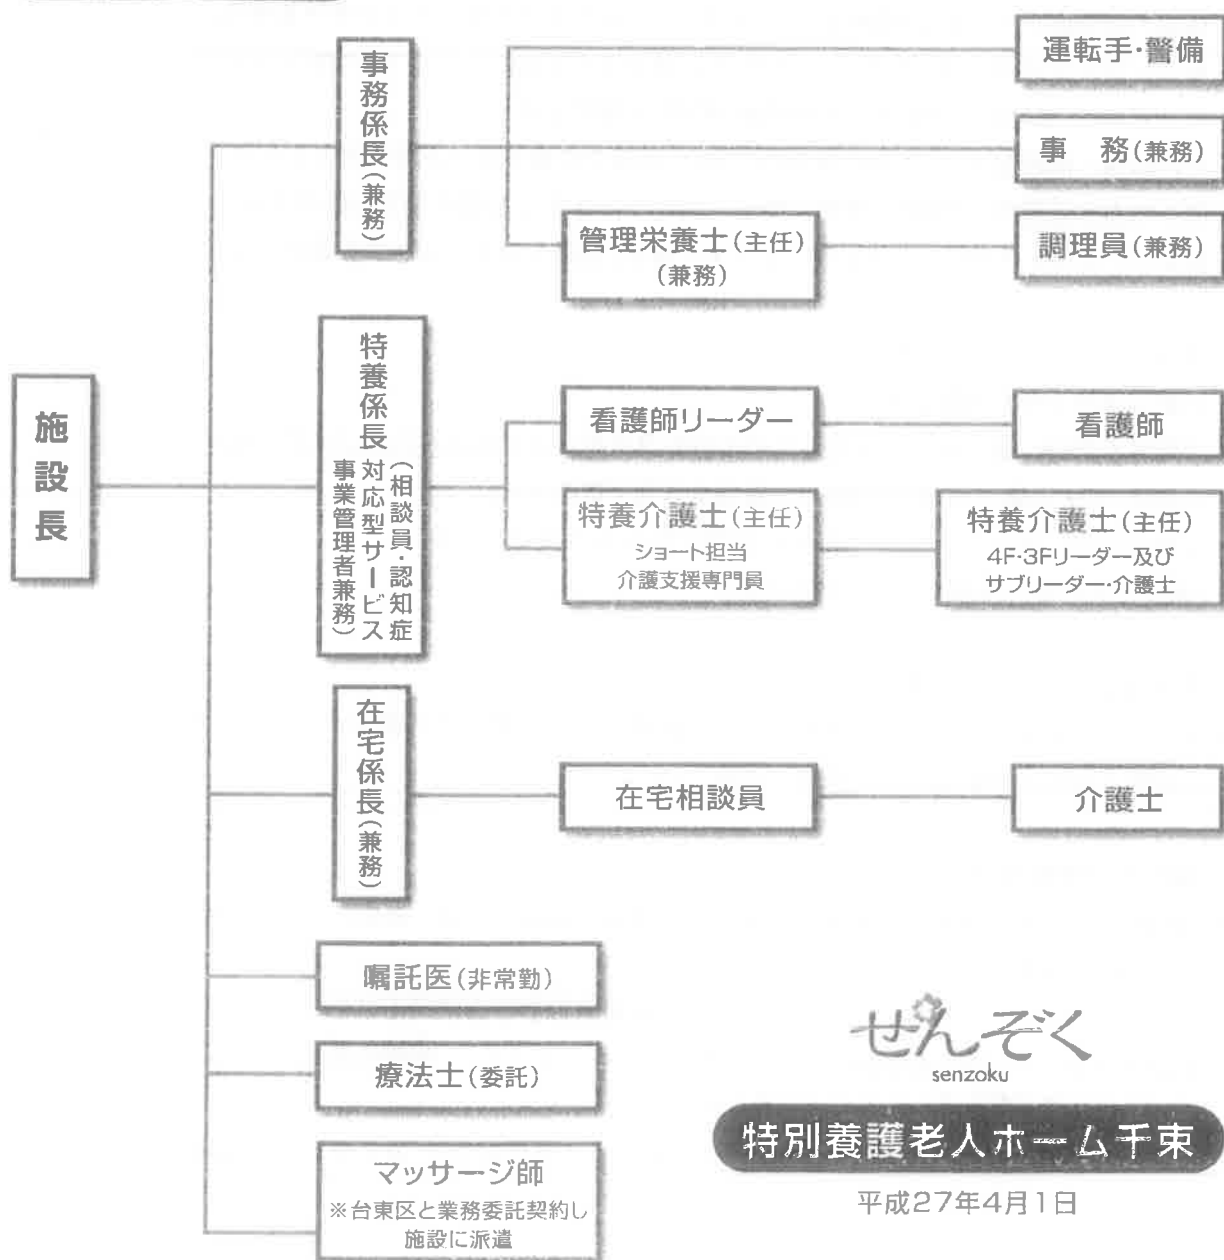 運転手・警備
事務係長(兼務)
事 務(兼務)
管理栄養士(主任)
(兼務)
調理員(兼務)
施設長
特養係長
(相談員・認知症
対応型サービス
事業管理者兼務)
看護師リーダー
看護師
特養介護士(主任)
ショート担当
介護支援専門員
特養介護士(主任)
4F・3Fリーダー及び
サブリーダー・介護士
在宅係長(兼務)
在宅相談員
介護士
嘱託医(非常勤)
療法士(委託)
マッサージ師
※台東区と業務委託契約し
施設に派遣
せんぞく
senzoku
特別養護老人ホーム千束
平成27年4月1日